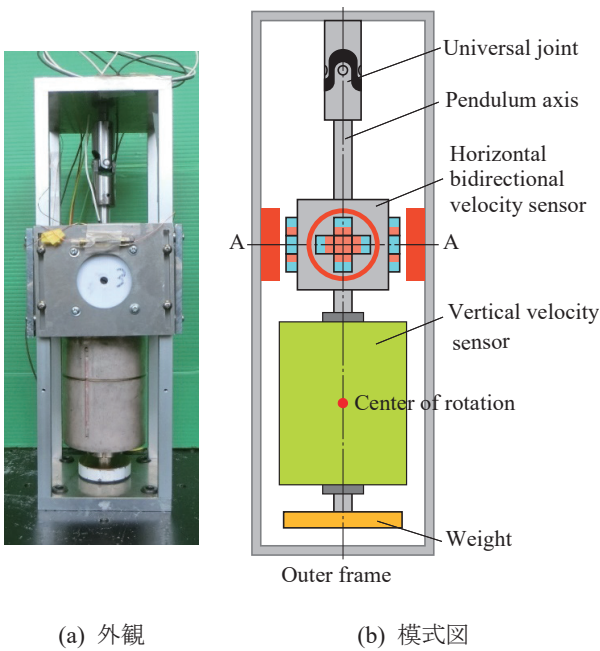 Universal joint
Pendulum axis
Horizontal
bidirectional
velocity sensor
A
A
3
Vertical velocity
sensor
Center of rotation
Weight
Outer frame
(a) 外観
(b) 模式図